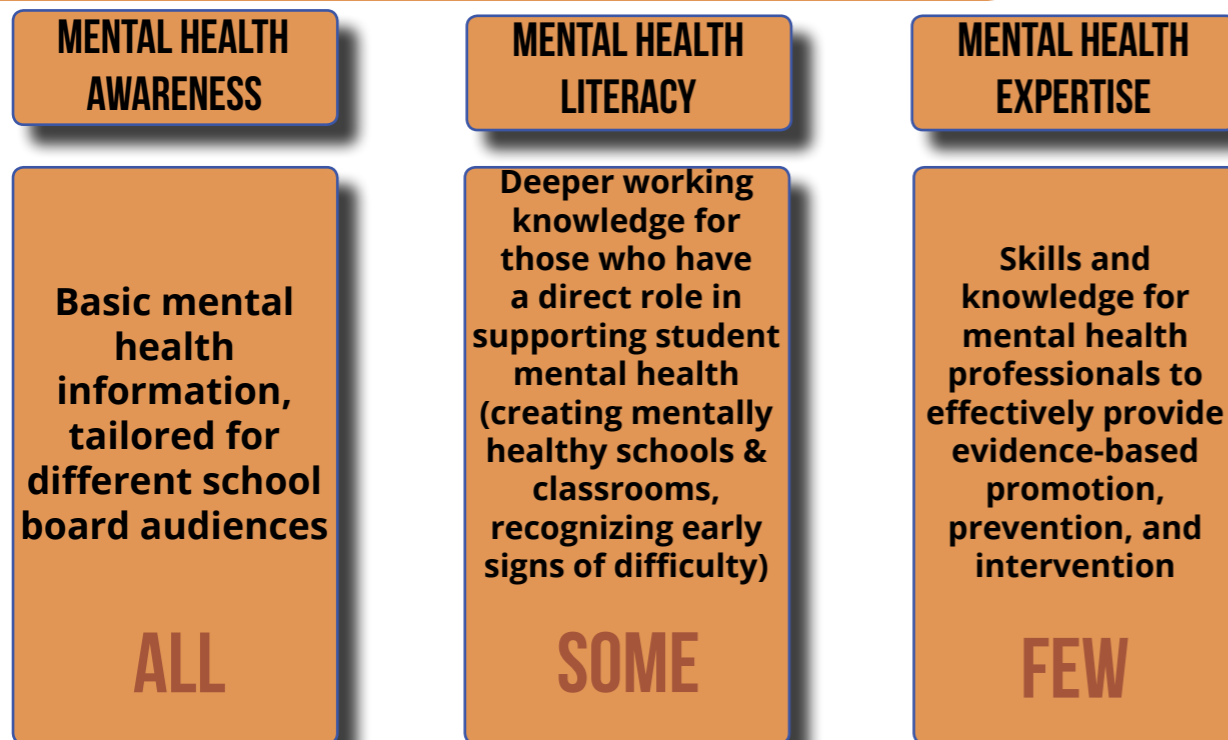 MENTAL HEALTH
AWARENESS
Basic mental
health
information,
tailored for
different school
board audiences
ALL
MENTAL HEALTH
LITERACY
Deeper working
knowledge for
those who have
a direct role in
supporting student
mental health
(creating mentally
healthy schools &
classrooms,
recognizing early
signs of difficulty)
SOME
MENTAL HEALTH
EXPERTISE
Skills and
knowledge for
mental health
professionals to
effectively provide
evidence-based
promotion,
prevention, and
intervention
FEW